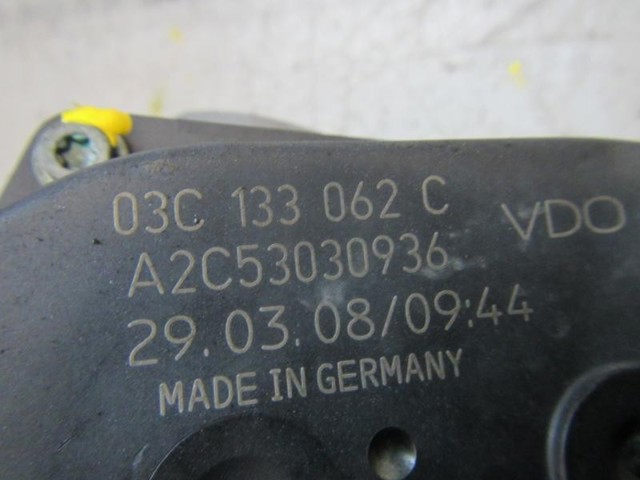 03C 133 062 C VDO
A2C53030936
29.03.08/09:44
MADE IN GERMANY